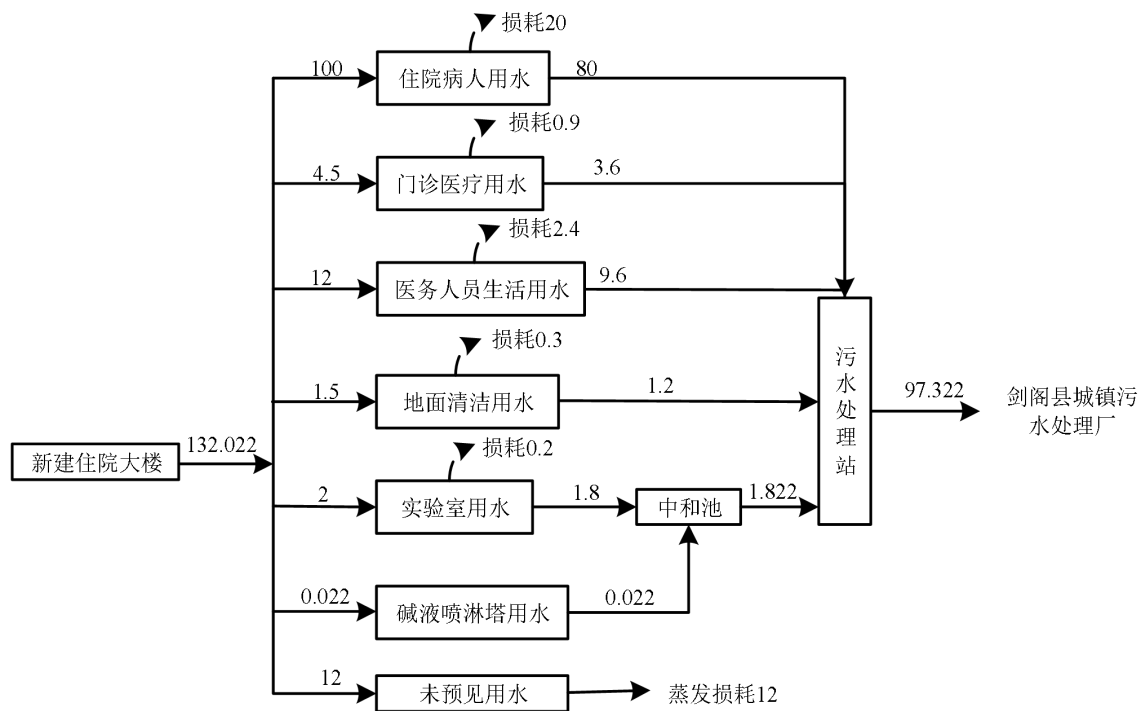 损耗20
100
住院病人用水
80
损耗0.9
4.5
门诊医疗用水
3.6
损耗2.4
12
医务人员生活用水
9.6
损耗0.3
1.5
地面清洁用水
1.2
污水处理站
97.322
剑阁县城镇污
水处理厂
新建住院大楼
132.022
损耗0.2
2
实验室用水
1.8
中和池
1.822
0.022
碱液喷淋塔用水
0.022
12
未预见用水
蒸发损耗12